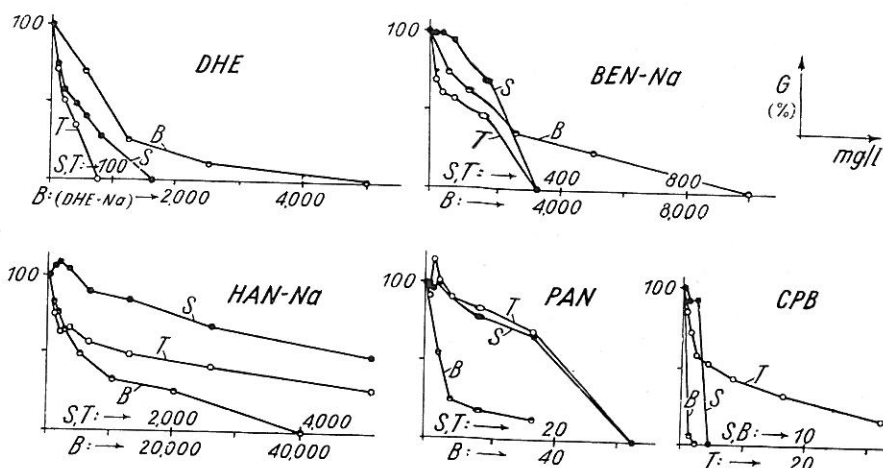 100
DHE
T
S
B
S,T: → 100
2,000
4,000
B: (DHE-Na) →
100
BEN-Na
S
T
B
S,T: →
400
800
B: →
4,000
8,000
G
(%)
mg/l
100
HAN-Na
S
T
B
S,T: →
2,000
4,000
B: →
20,000
40,000
100
PAN
T
S
B
S,T: →
20
B: →
40
100
CPB
T
B
S
S,B: → 10
T: → 20